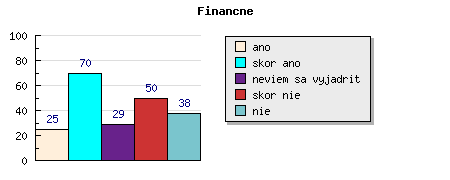 Financne
100
80
60
40
20
0
25
70
29
50
38
ano
skor ano
neviem sa vyjadrit
skor nie
nie